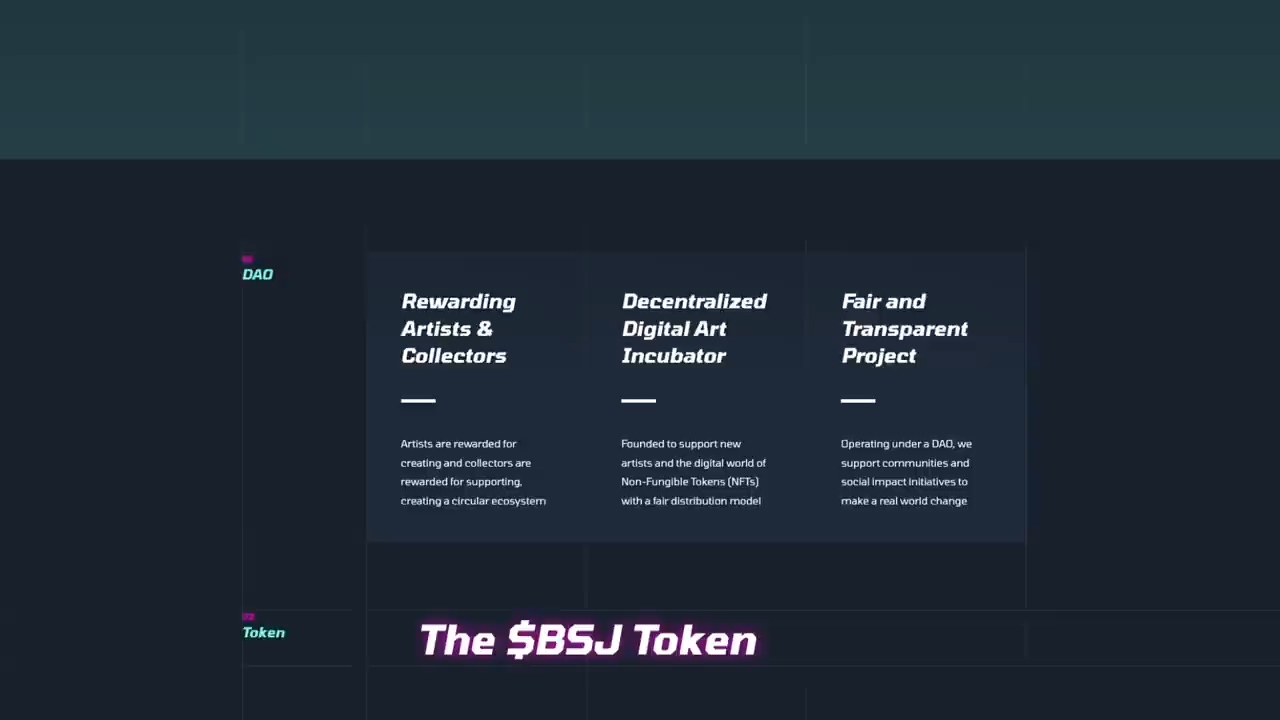 DAO
Rewarding
Artists &
Collectors
Artists are rewarded for
creating and collectors are
rewarded for supporting,
creating a circular ecosystem
Decentralized
Digital Art
Incubator
Founded to support new
artists and the digital world of
Non-Fungible Tokens (NFTs)
with a fair distribution model
Fair and
Transparent
Project
Operating under a DAO, we
support communities and
social impact initiatives to
make a real world change
Token
The $BSJ Token